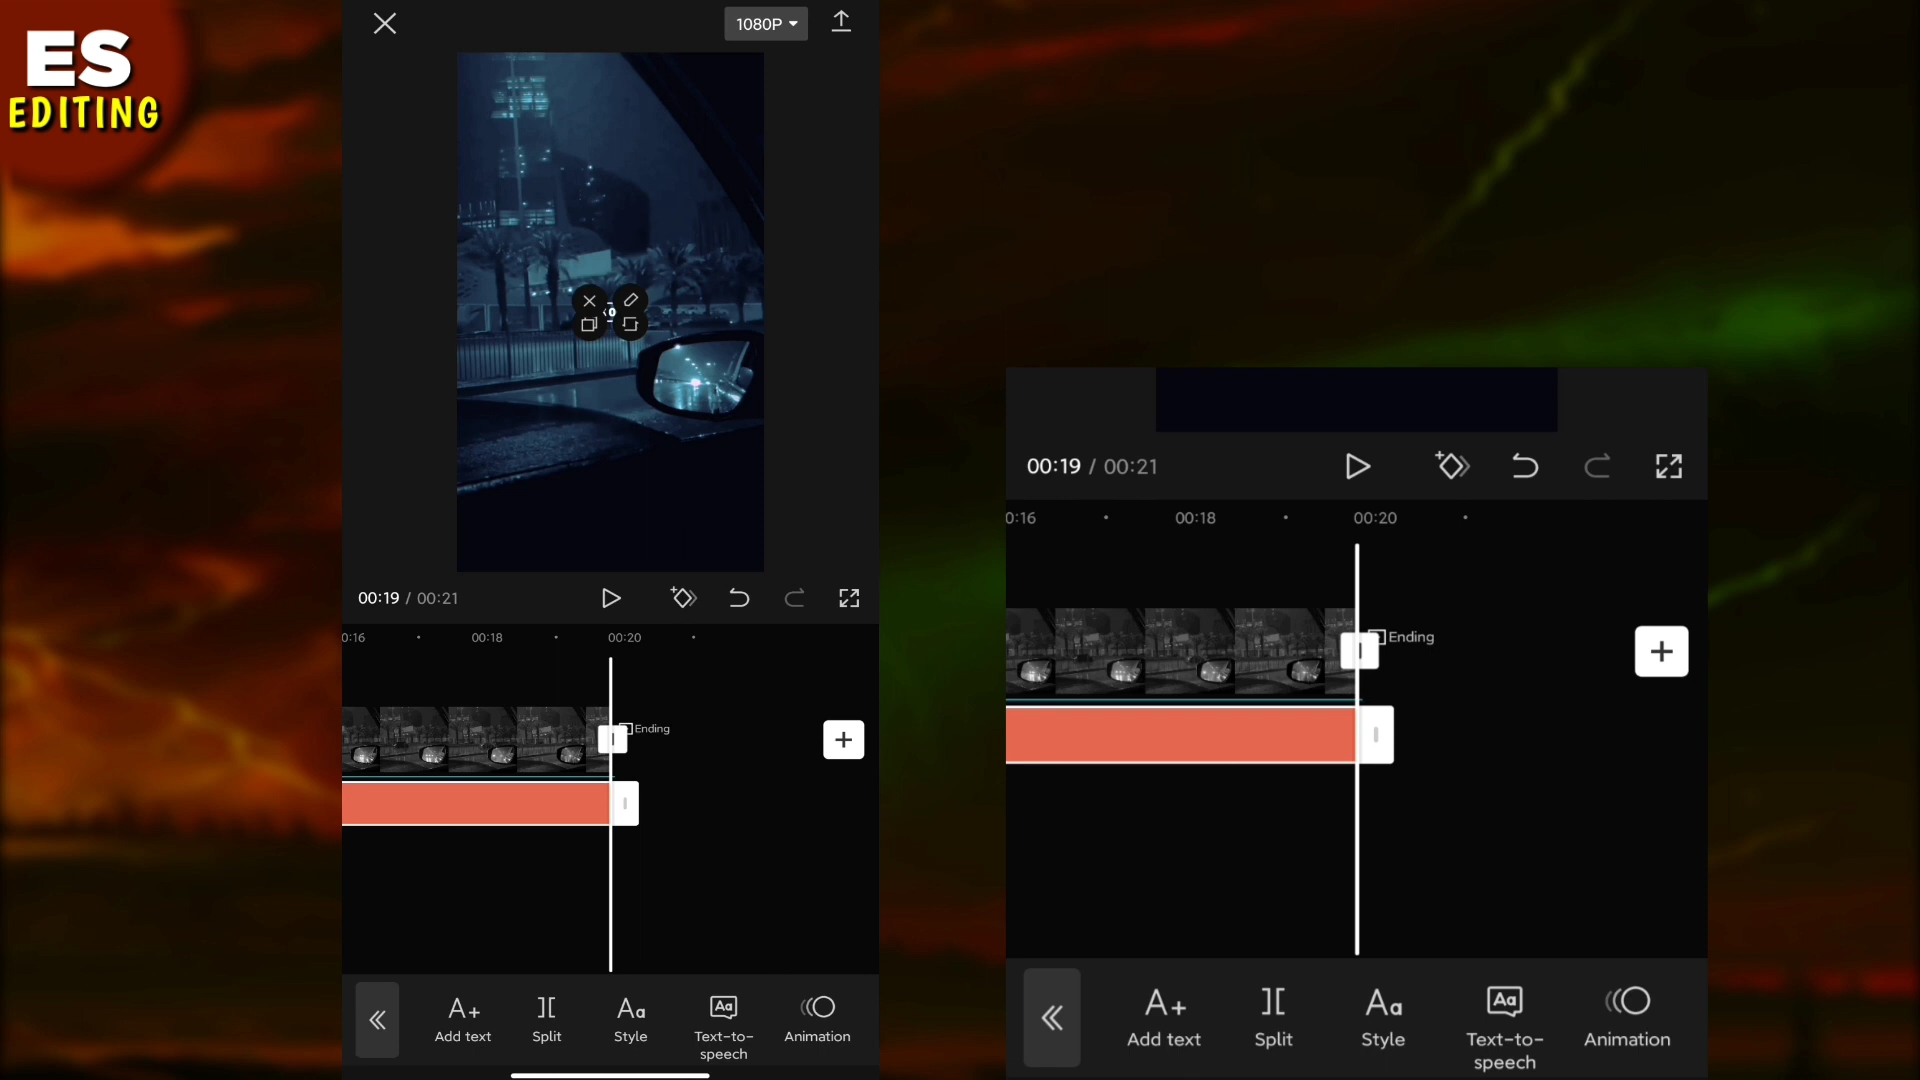 ES
EDITING
1080P
00:19 / 00:21
0:16
00:18
00:20
Ending
Add text
Split
Style
Text-to-
speech
Animation
00:19 / 00:21
0:16
00:18
00:20
Ending
Add text
Split
Style
Text-to-
speech
Animation